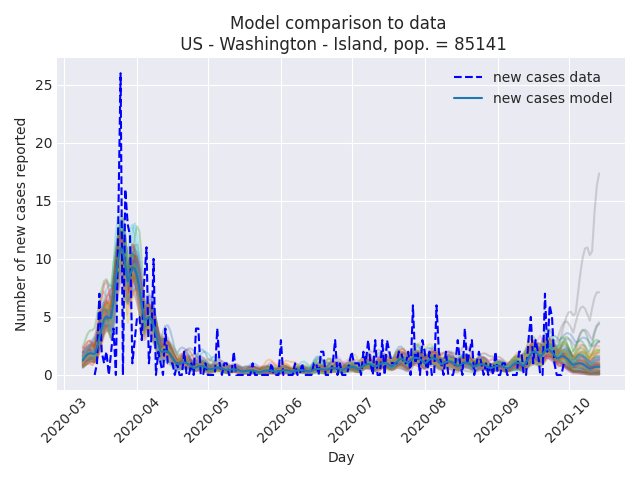 Model comparison to data
US - Washington - Island, pop. = 85141
new cases data
new cases model
Number of new cases reported
25
20
15
10
5
0
2020-03
2020-04
2020-05
2020-06
2020-07
2020-08
2020-09
2020-10
Day